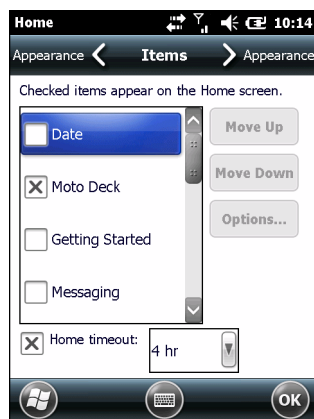 Home 10:14
Appearance Items Appearance
Checked items appear on the Home screen.
Date
Moto Deck
Getting Started
Messaging
Move Up
Move Down
Options...
Home timeout: 4 hr
OK